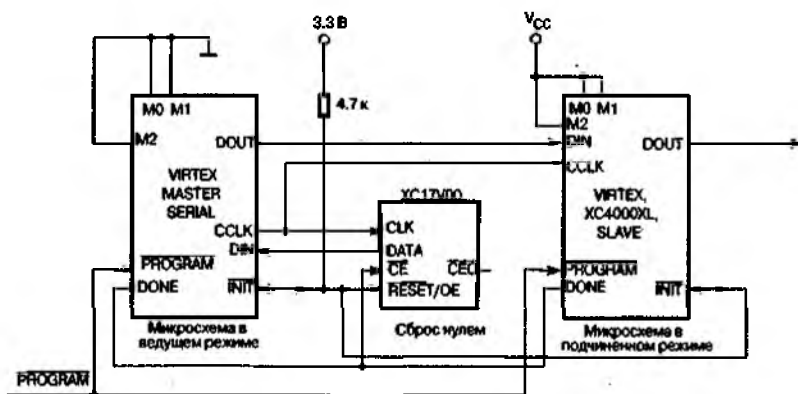 3.3 В
4.7 к
V_CC
M0 M1
M2
DOUT
VIRTEX
MASTER
SERIAL
CCLK
DIN
PROGRAM
DONE
INIT
Микросхема в
ведущем режиме
CLK
DATA
CE
CEO
RESET/OE
Сброс нулем
M0 M1
M2
DIN
DOUT
CCLK
VIRTEX,
XC4000XL,
SLAVE
PROGRAM
DONE
INIT
Микросхема в
подчиненном режиме
PROGRAM